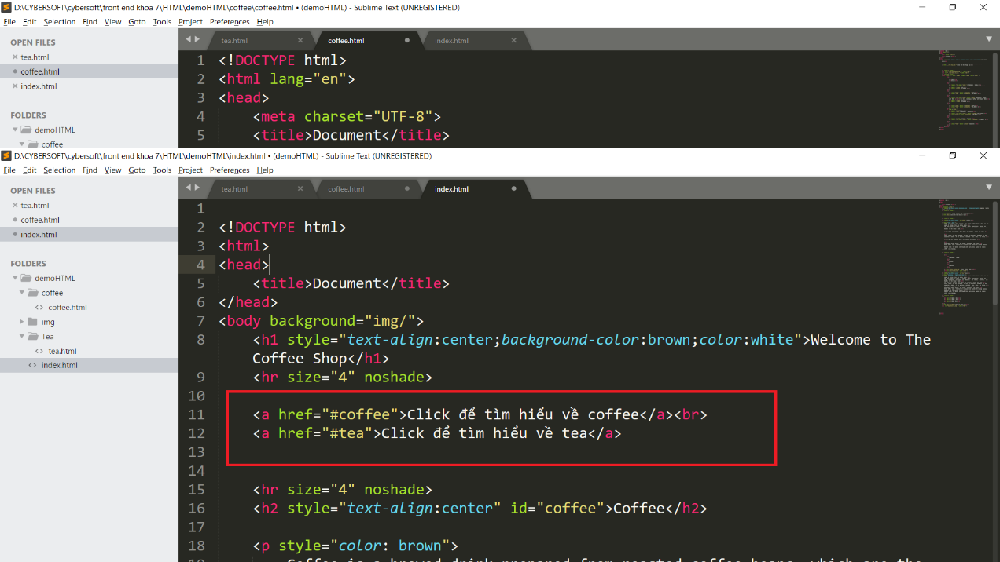 D:\CYBERSOFT\cybersoft\front end khoa 7\HTML\demoHTML\coffee\coffee.html • (demoHTML) - Sublime Text (UNREGISTERED)
File Edit Selection Find View Goto Tools Project Preferences Help
OPEN FILES
tea.html
coffee.html
index.html
FOLDERS
demoHTML
coffee
tea.html coffee.html index.html
1 <!DOCTYPE html>
2 <html lang="en">
3 <head>
4 <meta charset="UTF-8">
5 <title>Document</title>
D:\CYBERSOFT\cybersoft\front end khoa 7\HTML\demoHTML\index.html • (demoHTML) - Sublime Text (UNREGISTERED)
File Edit Selection Find View Goto Tools Project Preferences Help
OPEN FILES
tea.html
coffee.html
index.html
FOLDERS
demoHTML
coffee
<> coffee.html
img
Tea
<> tea.html
<> index.html
tea.html coffee.html index.html
1
2 <!DOCTYPE html>
3 <html>
4 <head>
5 <title>Document</title>
6 </head>
7 <body background="img/">
8 <h1 style="text-align:center;background-color:brown;color:white">Welcome to The
Coffee Shop</h1>
9 <hr size="4" noshade>
10
11 <a href="#coffee">Click để tìm hiểu về coffee</a><br>
12 <a href="#tea">Click để tìm hiểu về tea</a>
13
14
15 <hr size="4" noshade>
16 <h2 style="text-align:center" id="coffee">Coffee</h2>
17
18 <p style="color: brown">
Coffee is a brewed drink prepared from roasted coffee beans, which are the